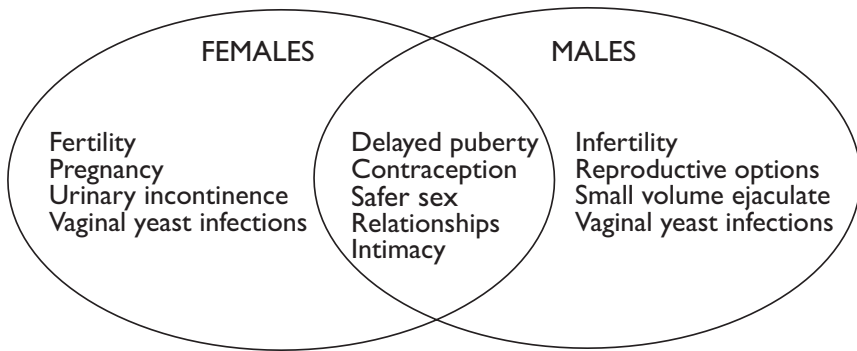 FEMALES
MALES
Fertility
Pregnancy
Urinary incontinence
Vaginal yeast infections
Delayed puberty
Contraception
Safer sex
Relationships
Intimacy
Infertility
Reproductive options
Small volume ejaculate
Vaginal yeast infections